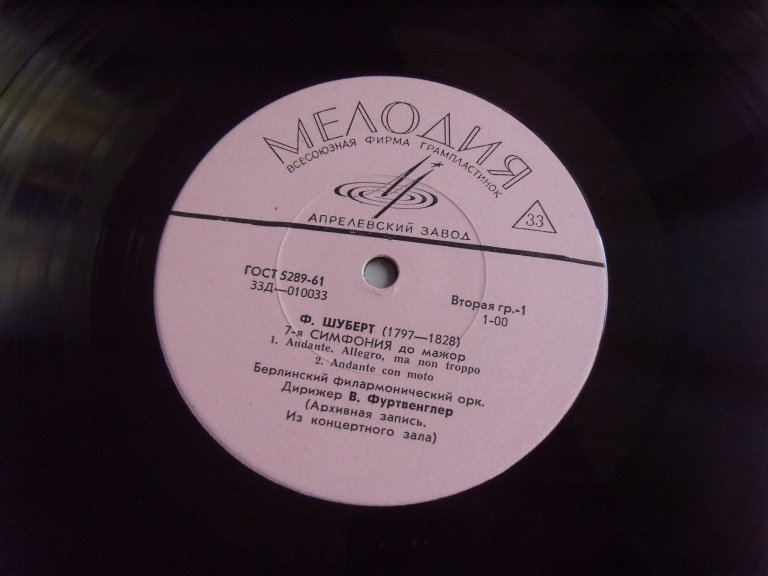 МЕЛОДИЯ
ВСЕСОЮЗНАЯ ФИРМА ГРАМПЛАСТИНОК
33
АПРЕЛЕВСКИЙ ЗАВОД
ГОСТ 5289-61
33Д—010033
Вторая гр.-1
1-00
Ф. ШУБЕРТ (1797—1828)
7-я СИМФОНИЯ до мажор
1. Andante, Allegro, ma non troppo
2. Andante con moto
Берлинский филармонический орк.
Дирижер В. Фуртвенглер
(Архивная запись.
Из концертного зала)